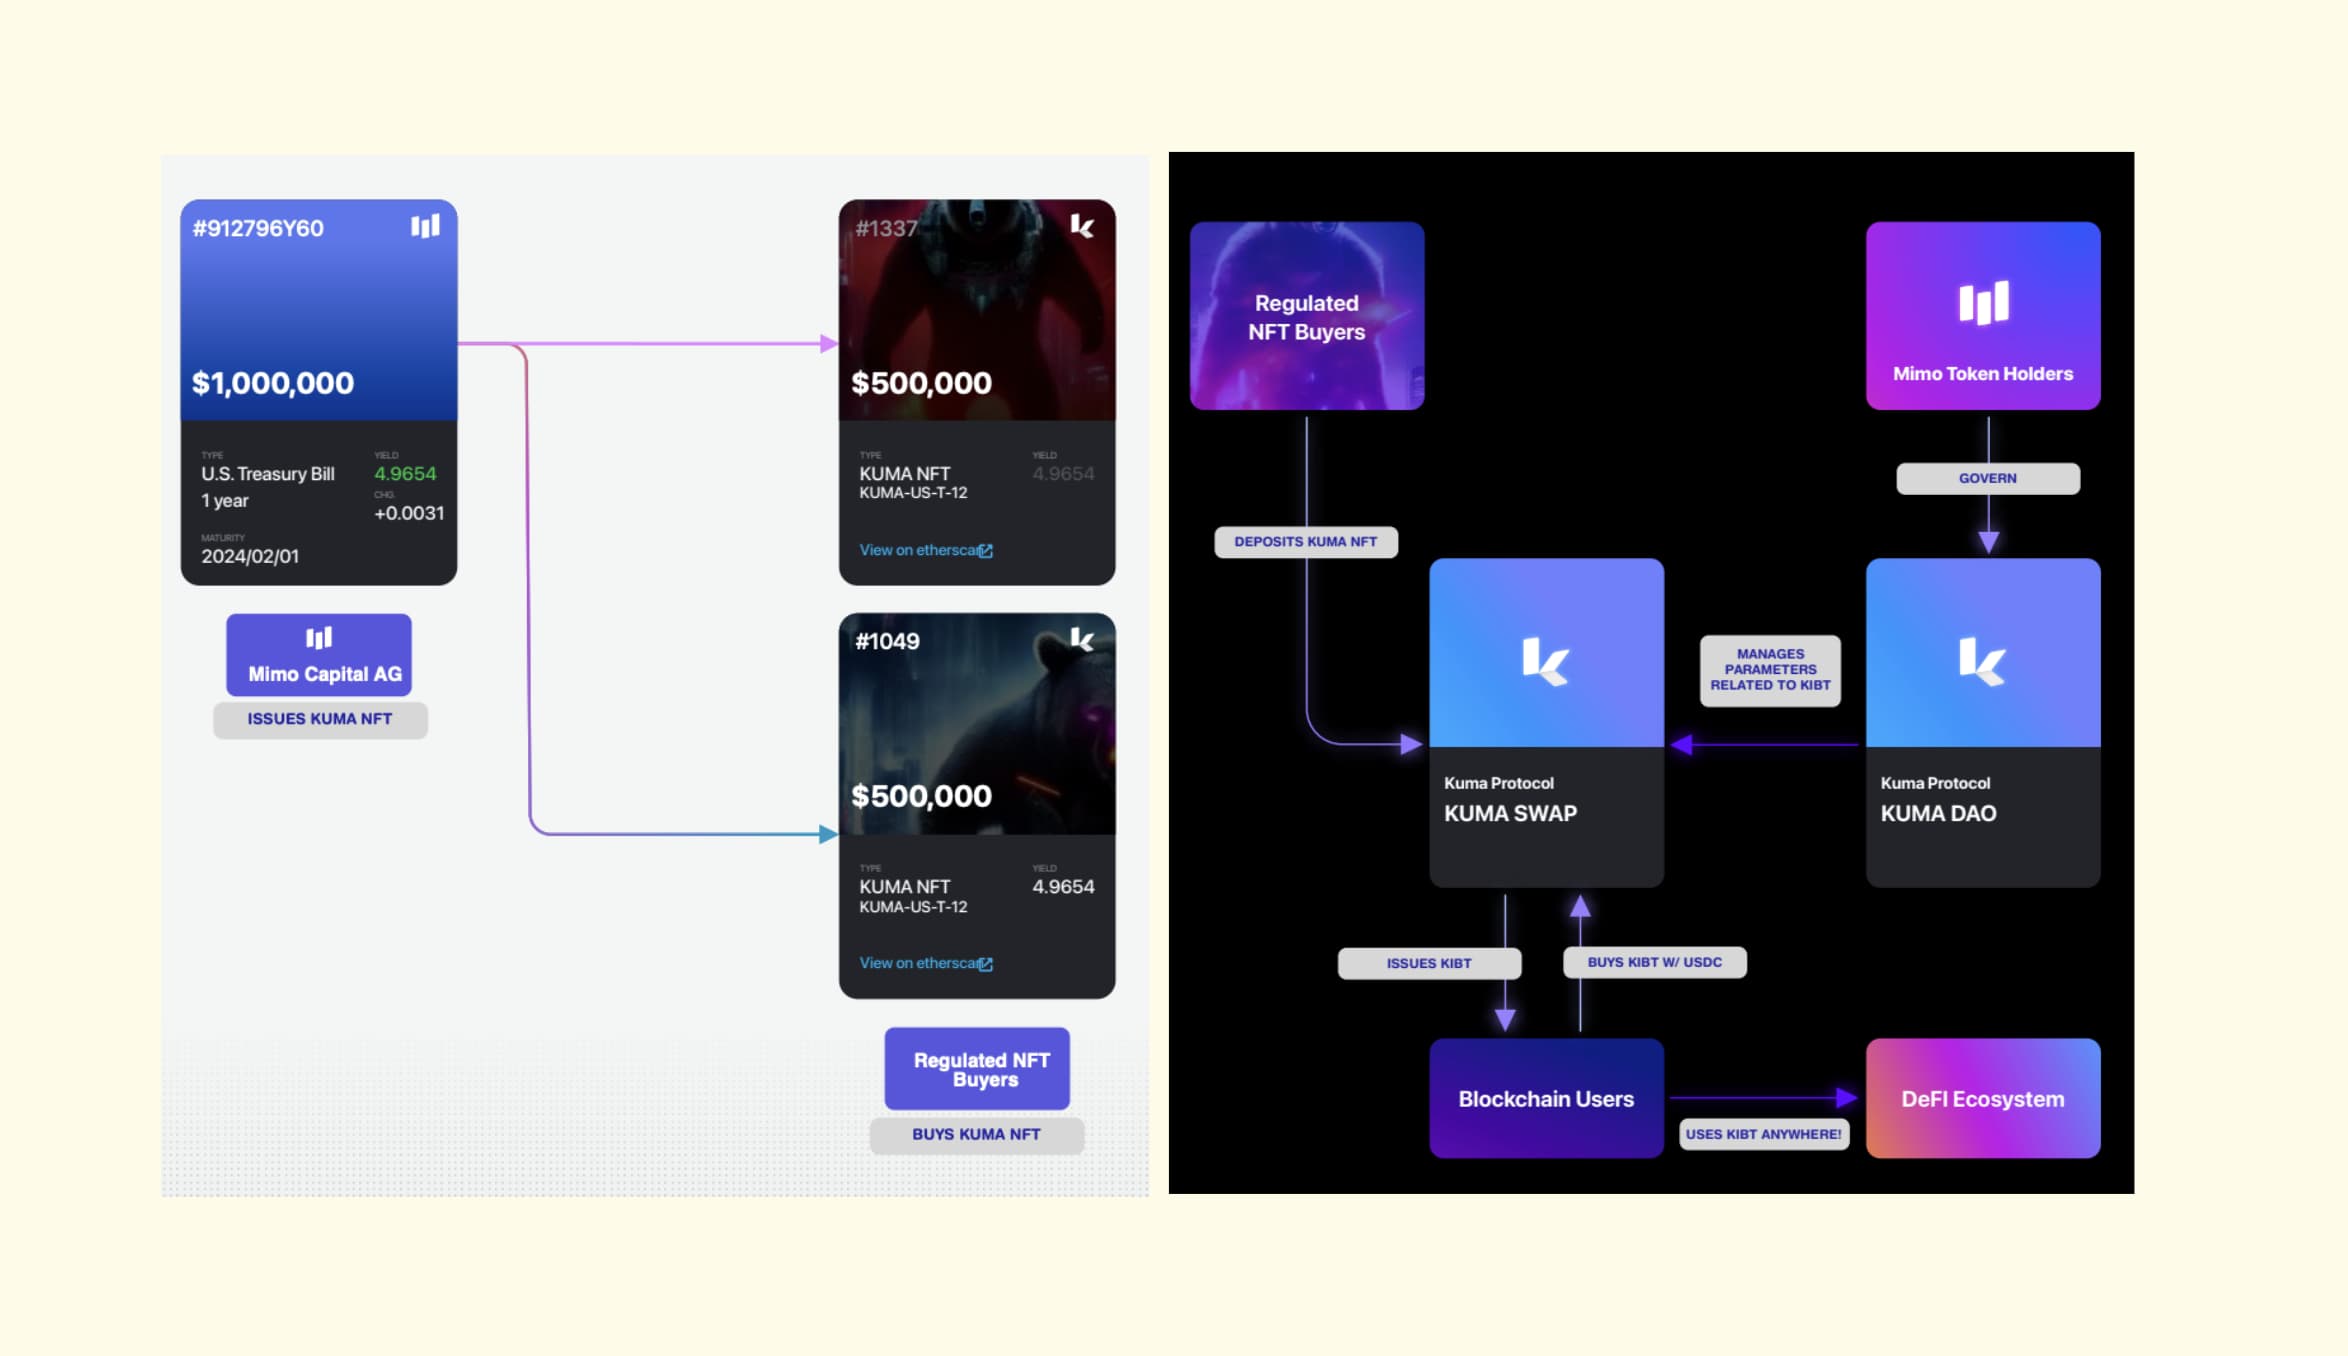 #912796Y60
$1,000,000
TYPE
U.S. Treasury Bill
1 year
YIELD
4.9654
CHG.
+0.0031
MATURITY
2024/02/01
Mimo Capital AG
ISSUES KUMA NFT
#1337
$500,000
TYPE
KUMA NFT
KUMA-US-T-12
YIELD
4.9654
View on etherscan
#1049
$500,000
TYPE
KUMA NFT
KUMA-US-T-12
YIELD
4.9654
View on etherscan
Regulated NFT
Buyers
BUYS KUMA NFT
Regulated
NFT Buyers
Mimo Token Holders
GOVERN
DEPOSITS KUMA NFT
MANAGES
PARAMETERS
RELATED TO KIBT
Kuma Protocol
KUMA SWAP
Kuma Protocol
KUMA DAO
ISSUES KIBT
BUYS KIBT W/ USDC
Blockchain Users
USES KIBT ANYWHERE!
DeFI Ecosystem